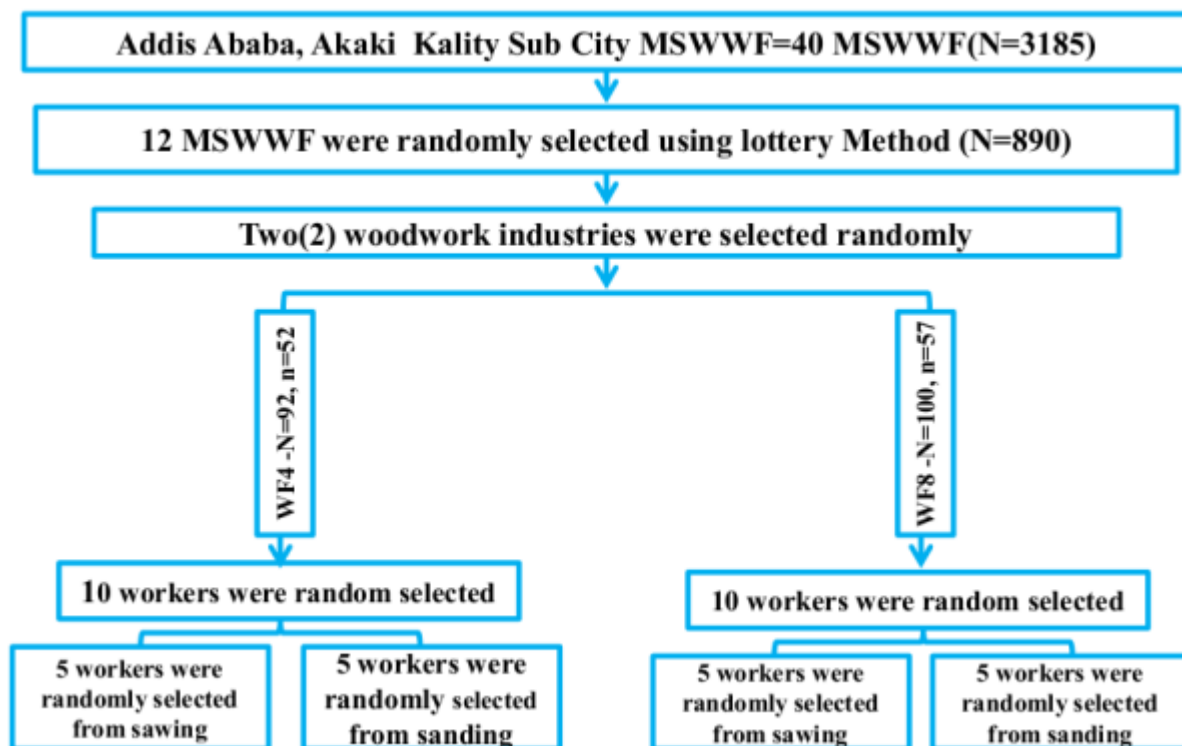 Addis Ababa, Akaki Kality Sub City MSWWF=40 MSWWF(N=3185)
12 MSWWF were randomly selected using lottery Method (N=890)
Two(2) woodwork industries were selected randomly
WF4 -N=92, n=52
WF8 -N=100, n=57
10 workers were random selected
10 workers were random selected
5 workers were
randomly selected
from sawing
5 workers were
randomly selected
from sanding
5 workers were
randomly selected
from sawing
5 workers were
randomly selected
from sanding